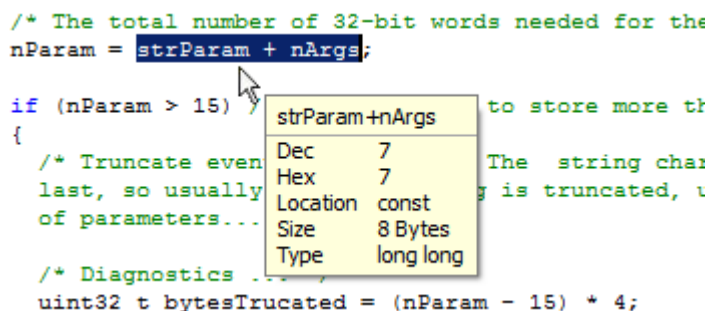 /* The total number of 32-bit words needed for the
nParam = strParam + nArgs;
if (nParam > 15) / to store more th
{
/* Truncate even The string char
last, so usually g is truncated, u
of parameters...
/* Diagnostics ... /
uint32_t bytesTrucated = (nParam - 15) * 4;
strParam+nArgs
Dec 7
Hex 7
Location const
Size 8 Bytes
Type long long